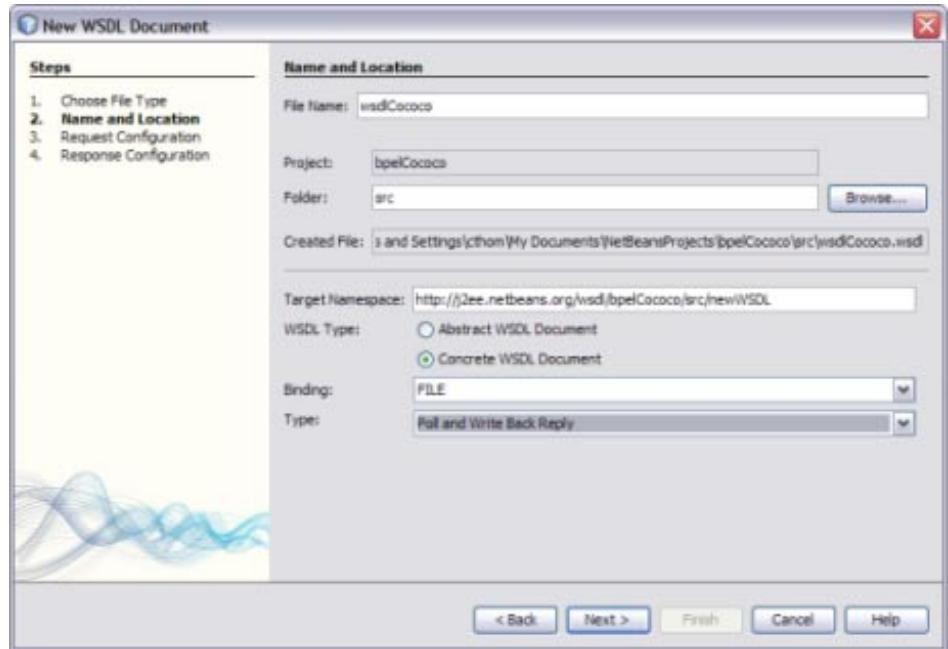 New WSDL Document
Steps
1. Choose File Type
2. Name and Location
3. Request Configuration
4. Response Configuration
Name and Location
File Name: wsdlCococo
Project: bpelCococo
Folder: src
Browse...
Created File: s and Settings\cthom\My Documents\NetBeansProjects\bpelCococo\src\wsdlCococo.wsdl
Target Namespace: http://j2ee.netbeans.org/wsdl/bpelCococo/src/newWSDL
WSDL Type: Abstract WSDL Document
Concrete WSDL Document
Binding: FILE
Type: Poll and Write Back Reply
< Back Next > Finish Cancel Help